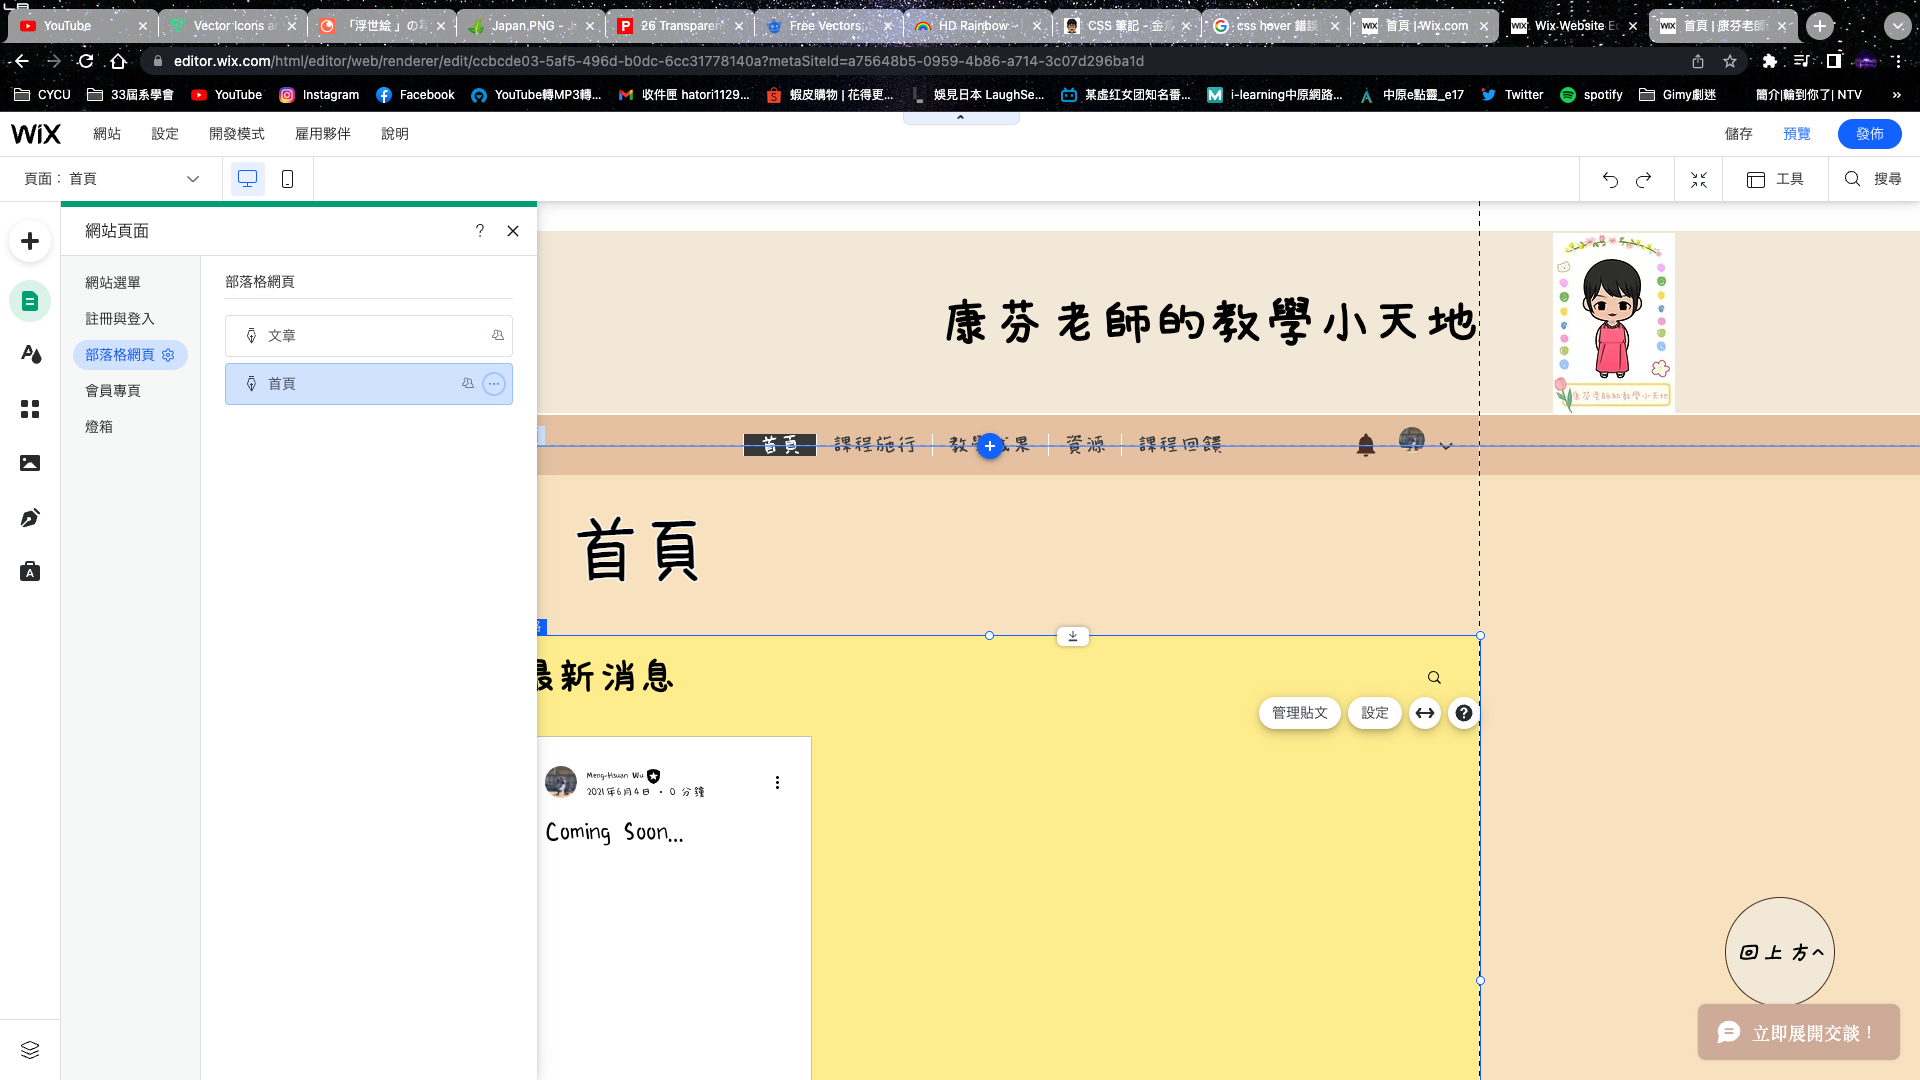 YouTube
Vector Icons an
「浮世絵 」の
Japan.PNG -
26 Transparen
Free Vectors,
HD Rainbow -
CSS 筆記 - 金
css hover 錯誤
首頁 | Wix.com
Wix Website Ed
首頁 | 康芬老師
editor.wix.com/html/editor/web/renderer/edit/ccbcde03-5af5-496d-b0dc-6cc31778140a?metaSiteId=a75648b5-0959-4b86-a714-3c07d296ba1d
CYCU
33屆系學會
YouTube
Instagram
Facebook
YouTube轉MP3轉...
收件匣 hatori1129...
蝦皮購物 | 花得更...
娛見日本 LaughSe...
某虚红女团知名番...
i-learning中原網路...
中原e點靈_e17
Twitter
spotify
Gimy劇迷
簡介|輪到你了| NTV
»
WiX
網站
設定
開發模式
雇用夥伴
說明
儲存
預覽
發佈
頁面： 首頁
工具
搜尋
網站頁面
?
網站選單
註冊與登入
部落格網頁
會員專頁
燈箱
部落格網頁
文章
首頁
康芬老師的教學小天地
康芬老師的教學小天地
首頁
課程施行
教學成果
資源
課程回饋
首頁
最新消息
管理貼文
設定
Meng-Hsuan Wu
2021年6月4日 · 0 分鐘
Coming Soon...
回上方^
立即展開交談！